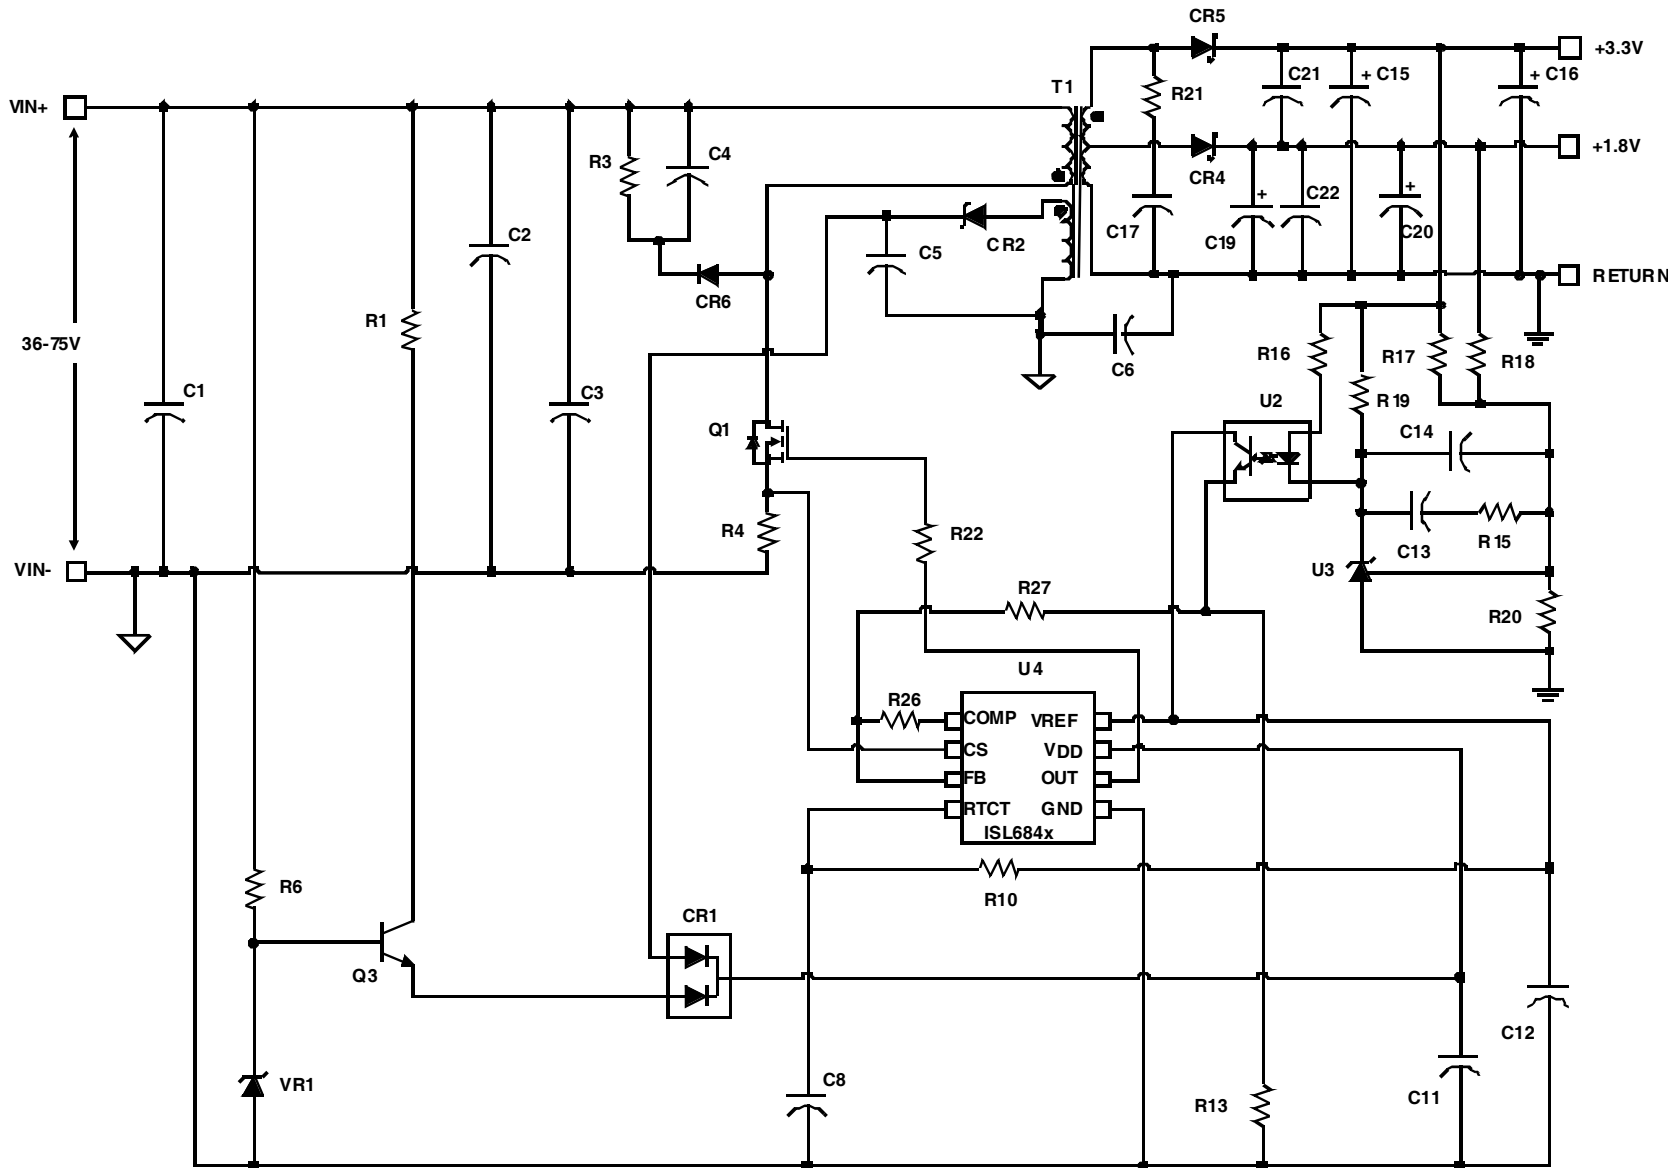 CR5
+3.3V
C21
+ C15
+ C16
T1
R21
VIN+
+1.8V
R3
C4
CR4
C22
+
+
C17
C19
C20
C2
C5
CR2
RETURN
CR6
R1
36-75V
R16
R17
R18
C6
C1
C3
U2
R19
Q1
C14
R4
R22
C13
R15
VIN-
U3
R27
R20
U4
R26
COMP
VREF
CS
VDD
FB
OUT
RTCT
GND
ISL684x
R6
R10
CR1
Q3
C12
VR1
C8
C11
R13